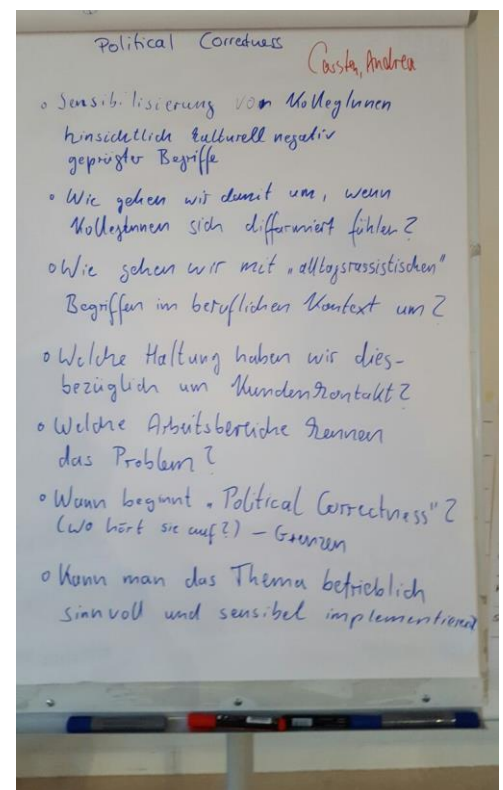 Political Correctness
Carsten, Andrea
o Sensibilisierung von KollegInnen
hinsichtlich kulturell negativ
geprägter Begriffe
o Wie gehen wir damit um, wenn
KollegInnen sich diffamiert fühlen?
o Wie gehen wir mit „alltagsrassistischen"
Begriffen im beruflichen Kontext um?
o Welche Haltung haben wir dies-
bezüglich um Kundenkontakt?
o Welche Arbeitsbereiche kennen
das Problem?
o Wann beginnt „Political Correctness"?
(wo hört sie auf?) – Grenzen
o Kann man das Thema betrieblich
sinnvoll und sensibel implementieren?